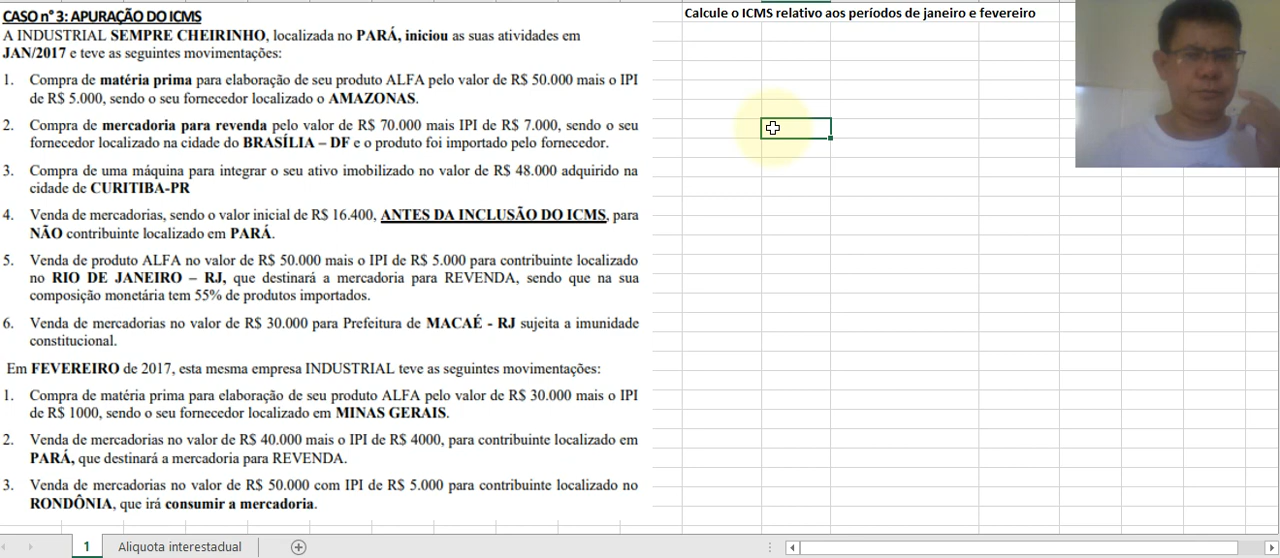 CASO nº 3: APURAÇÃO DO ICMS
A INDUSTRIAL SEMPRE CHEIRINHO, localizada no PARÁ, iniciou as suas atividades em
JAN/2017 e teve as seguintes movimentações:
1. Compra de matéria prima para elaboração de seu produto ALFA pelo valor de R$ 50.000 mais o IPI
de R$ 5.000, sendo o seu fornecedor localizado o AMAZONAS.
2. Compra de mercadoria para revenda pelo valor de R$ 70.000 mais IPI de R$ 7.000, sendo o seu
fornecedor localizado na cidade do BRASÍLIA – DF e o produto foi importado pelo fornecedor.
3. Compra de uma máquina para integrar o seu ativo imobilizado no valor de R$ 48.000 adquirido na
cidade de CURITIBA-PR
4. Venda de mercadorias, sendo o valor inicial de R$ 16.400, ANTES DA INCLUSÃO DO ICMS, para
NÃO contribuinte localizado em PARÁ.
5. Venda de produto ALFA no valor de R$ 50.000 mais o IPI de R$ 5.000 para contribuinte localizado
no RIO DE JANEIRO – RJ, que destinará a mercadoria para REVENDA, sendo que na sua
composição monetária tem 55% de produtos importados.
6. Venda de mercadorias no valor de R$ 30.000 para Prefeitura de MACAÉ - RJ sujeita a imunidade
constitucional.
Em FEVEREIRO de 2017, esta mesma empresa INDUSTRIAL teve as seguintes movimentações:
1. Compra de matéria prima para elaboração de seu produto ALFA pelo valor de R$ 30.000 mais o IPI
de R$ 1000, sendo o seu fornecedor localizado em MINAS GERAIS.
2. Venda de mercadorias no valor de R$ 40.000 mais o IPI de R$ 4000, para contribuinte localizado em
PARÁ, que destinará a mercadoria para REVENDA.
3. Venda de mercadorias no valor de R$ 50.000 com IPI de R$ 5.000 para contribuinte localizado no
RONDÔNIA, que irá consumir a mercadoria.
Calcule o ICMS relativo aos períodos de janeiro e fevereiro
1 Aliquota interestadual